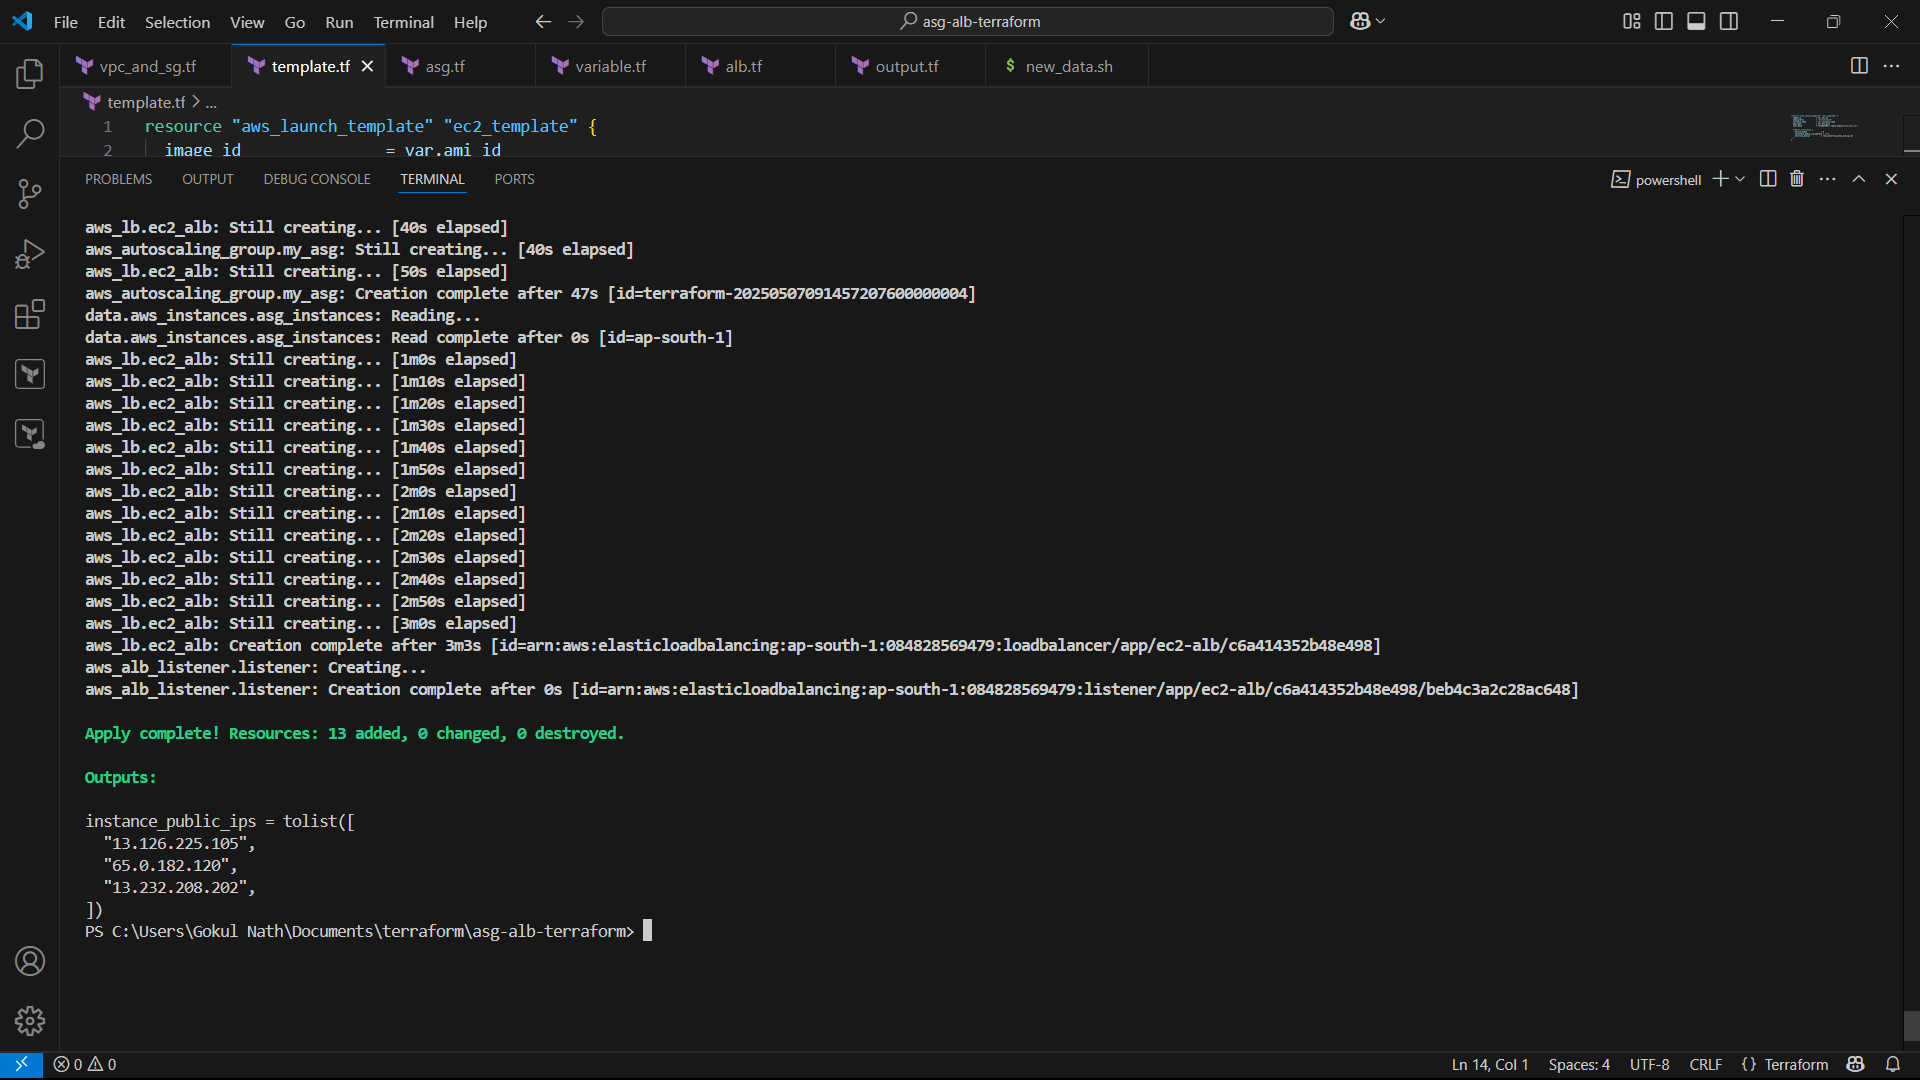 File Edit Selection View Go Run Terminal Help asg-alb-terraform
vpc_and_sg.tf template.tf asg.tf variable.tf alb.tf output.tf $ new_data.sh
template.tf > ...
1 resource "aws_launch_template" "ec2_template" {
2 image_id = var.ami_id
PROBLEMS OUTPUT DEBUG CONSOLE TERMINAL PORTS powershell
aws_lb.ec2_alb: Still creating... [40s elapsed]
aws_autoscaling_group.my_asg: Still creating... [40s elapsed]
aws_lb.ec2_alb: Still creating... [50s elapsed]
aws_autoscaling_group.my_asg: Creation complete after 47s [id=terraform-20250507091457207600000004]
data.aws_instances.asg_instances: Reading...
data.aws_instances.asg_instances: Read complete after 0s [id=ap-south-1]
aws_lb.ec2_alb: Still creating... [1m0s elapsed]
aws_lb.ec2_alb: Still creating... [1m10s elapsed]
aws_lb.ec2_alb: Still creating... [1m20s elapsed]
aws_lb.ec2_alb: Still creating... [1m30s elapsed]
aws_lb.ec2_alb: Still creating... [1m40s elapsed]
aws_lb.ec2_alb: Still creating... [1m50s elapsed]
aws_lb.ec2_alb: Still creating... [2m0s elapsed]
aws_lb.ec2_alb: Still creating... [2m10s elapsed]
aws_lb.ec2_alb: Still creating... [2m20s elapsed]
aws_lb.ec2_alb: Still creating... [2m30s elapsed]
aws_lb.ec2_alb: Still creating... [2m40s elapsed]
aws_lb.ec2_alb: Still creating... [2m50s elapsed]
aws_lb.ec2_alb: Still creating... [3m0s elapsed]
aws_lb.ec2_alb: Creation complete after 3m3s [id=arn:aws:elasticloadbalancing:ap-south-1:084828569479:loadbalancer/app/ec2-alb/c6a414352b48e498]
aws_alb_listener.listener: Creating...
aws_alb_listener.listener: Creation complete after 0s [id=arn:aws:elasticloadbalancing:ap-south-1:084828569479:listener/app/ec2-alb/c6a414352b48e498/beb4c3a2c28ac648]
Apply complete! Resources: 13 added, 0 changed, 0 destroyed.
Outputs:
instance_public_ips = tolist([
"13.126.225.105",
"65.0.182.120",
"13.232.208.202",
])
PS C:\Users\Gokul Nath\Documents\terraform\asg-alb-terraform>
0 0 Ln 14, Col 1 Spaces: 4 UTF-8 CRLF {} Terraform